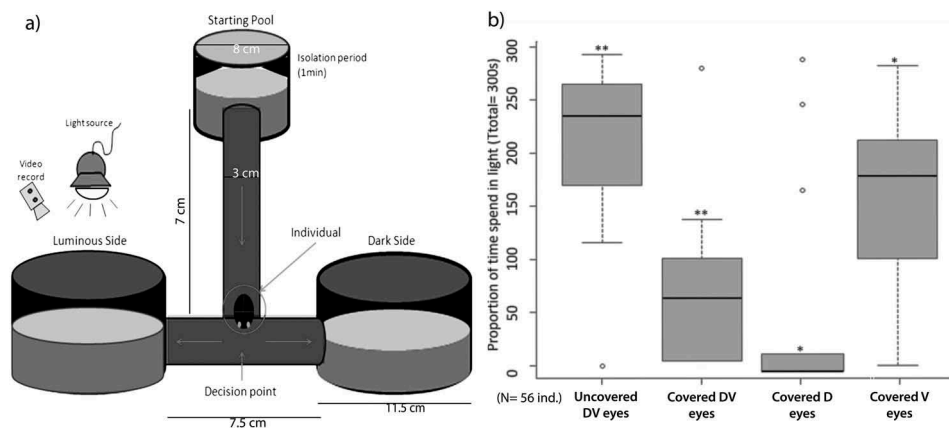 a)
Starting Pool
8 cm
Isolation period
(1min)
Light source
Video
record
3 cm
7 cm
Individual
Luminous Side
Dark Side
Decision point
7.5 cm
11.5 cm
b)
Proportion of time spend in light (Ttotal= 300s)
300
250
200
150
100
50
0
**
**
*
*
(N= 56 ind.)
Uncovered
DV eyes
Covered DV
eyes
Covered D
eyes
Covered V
eyes